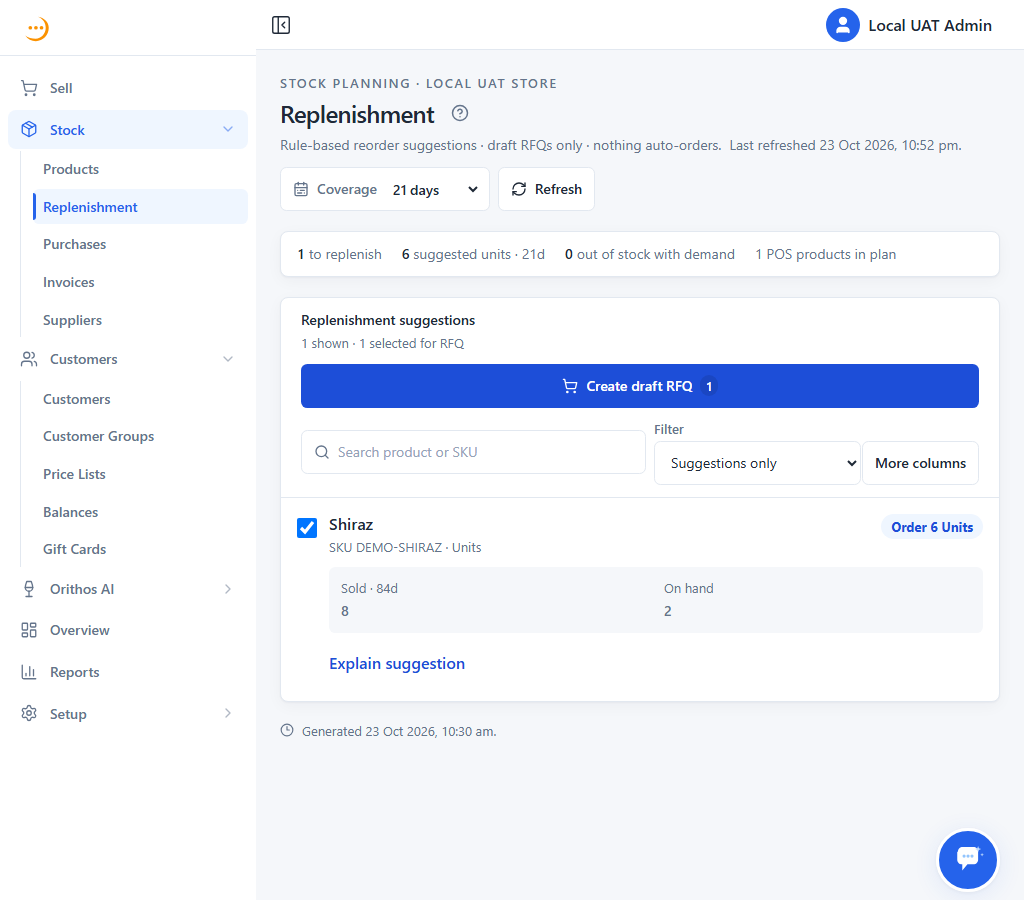 Local UAT Admin
Sell
Stock
Products
Replenishment
Purchases
Invoices
Suppliers
Customers
Customers
Customer Groups
Price Lists
Balances
Gift Cards
Orithos AI
Overview
Reports
Setup
STOCK PLANNING · LOCAL UAT STORE
Replenishment
Rule-based reorder suggestions · draft RFQs only · nothing auto-orders. Last refreshed 23 Oct 2026, 10:52 pm.
Coverage 21 days
Refresh
1 to replenish 6 suggested units · 21d 0 out of stock with demand 1 POS products in plan
Replenishment suggestions
1 shown · 1 selected for RFQ
Create draft RFQ 1
Filter
Search product or SKU
Suggestions only
More columns
Shiraz
Order 6 Units
SKU DEMO-SHIRAZ · Units
Sold · 84d On hand
8 2
Explain suggestion
Generated 23 Oct 2026, 10:30 am.